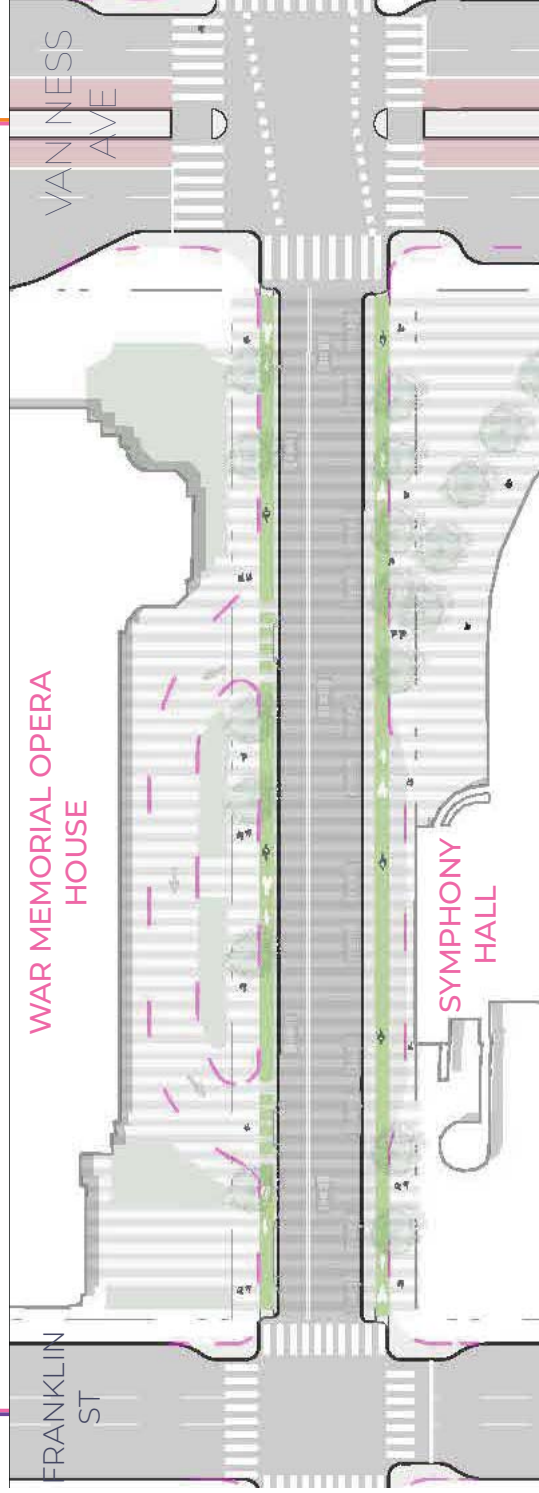 VAN NESS
AVE
WAR MEMORIAL OPERA
HOUSE
SYMPHONY
HALL
FRANKLIN
ST